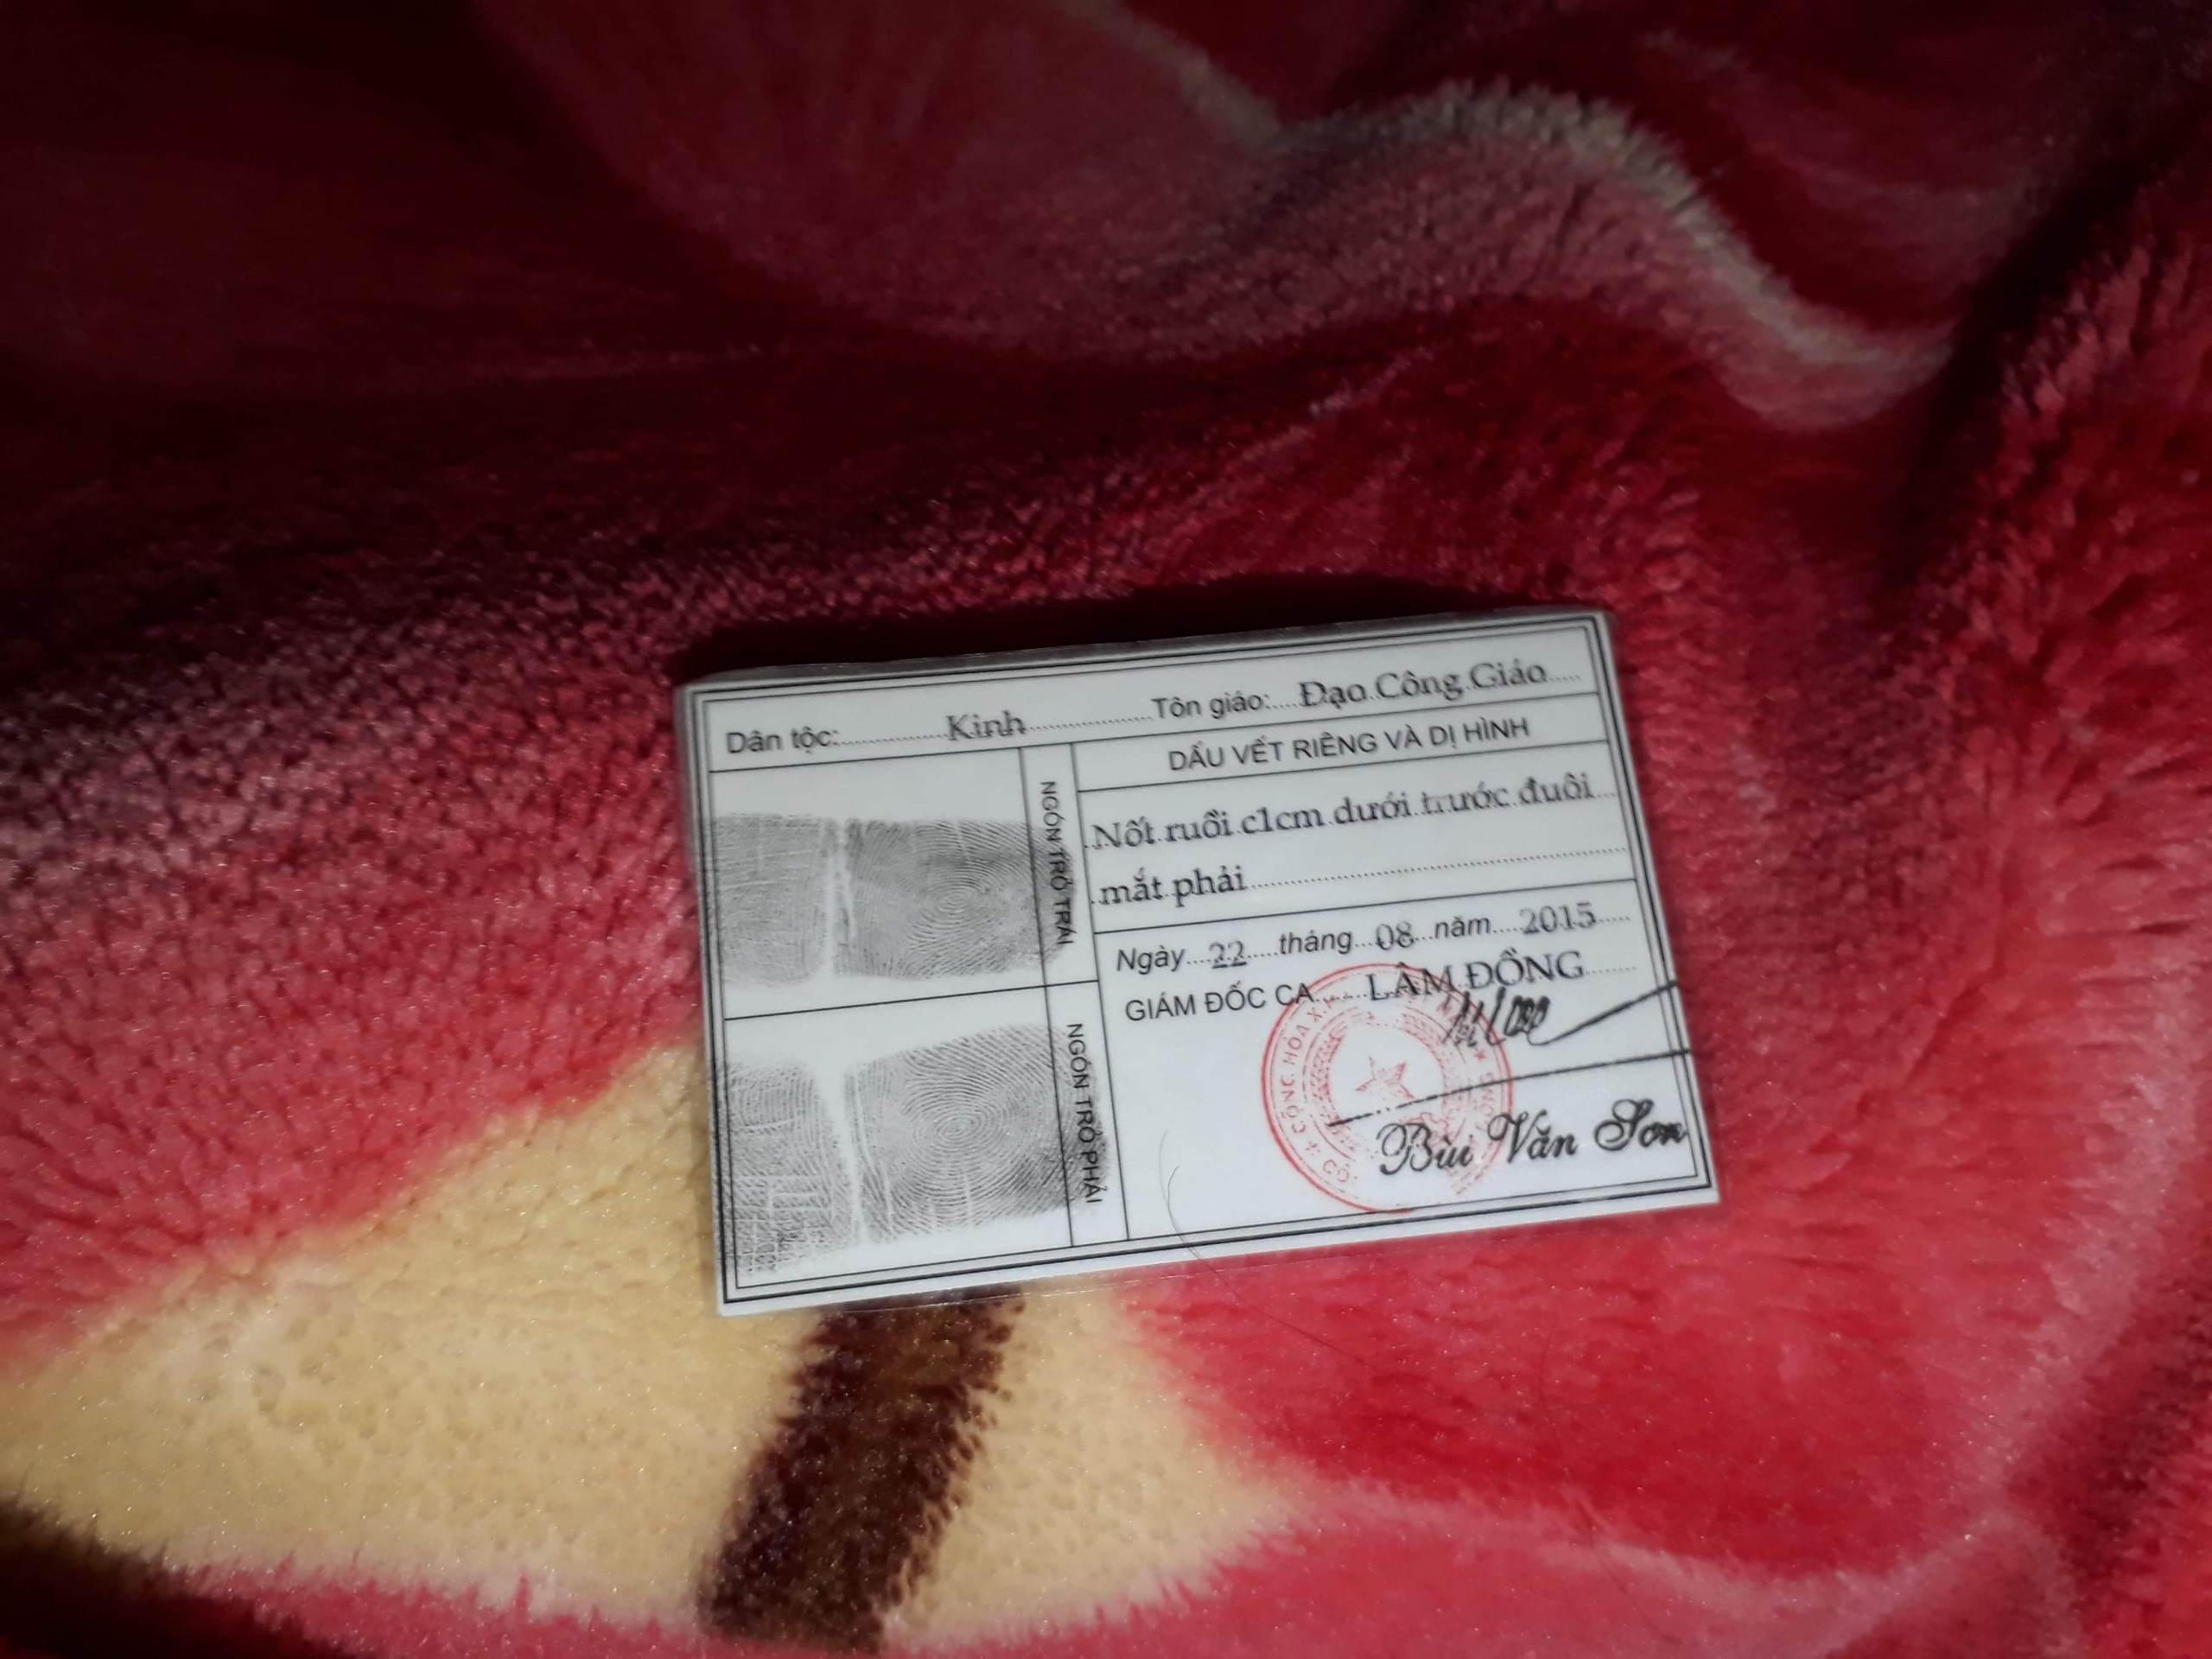 Dân tộc: Kinh Tôn giáo: Đạo Công Giáo
NGÓN TRỎ TRÁI
DẤU VẾT RIÊNG VÀ DỊ HÌNH
Nốt ruồi c1cm dưới trước đuôi
mắt phải
Ngày 22 tháng 08 năm 2015
GIÁM ĐỐC CA LÂM ĐỒNG
NGÓN TRỎ PHẢI
CỘNG HÒA X
Bùi Văn Sơn